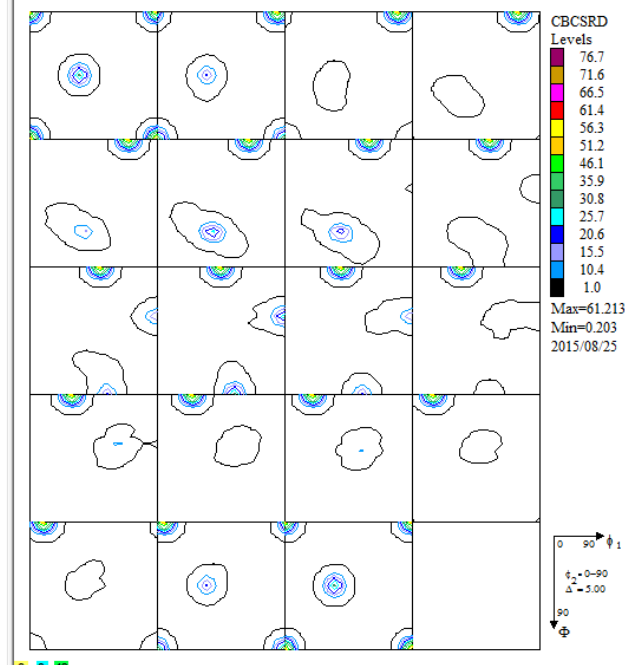 CBCSRD
Levels
76.7
71.6
66.5
61.4
56.3
51.2
46.1
35.9
30.8
25.7
20.6
15.5
10.4
1.0
Max=61.213
Min=0.203
2015/08/25
0 90 ϕ1
ϕ2=0-90
Δ=5.00
90
Φ